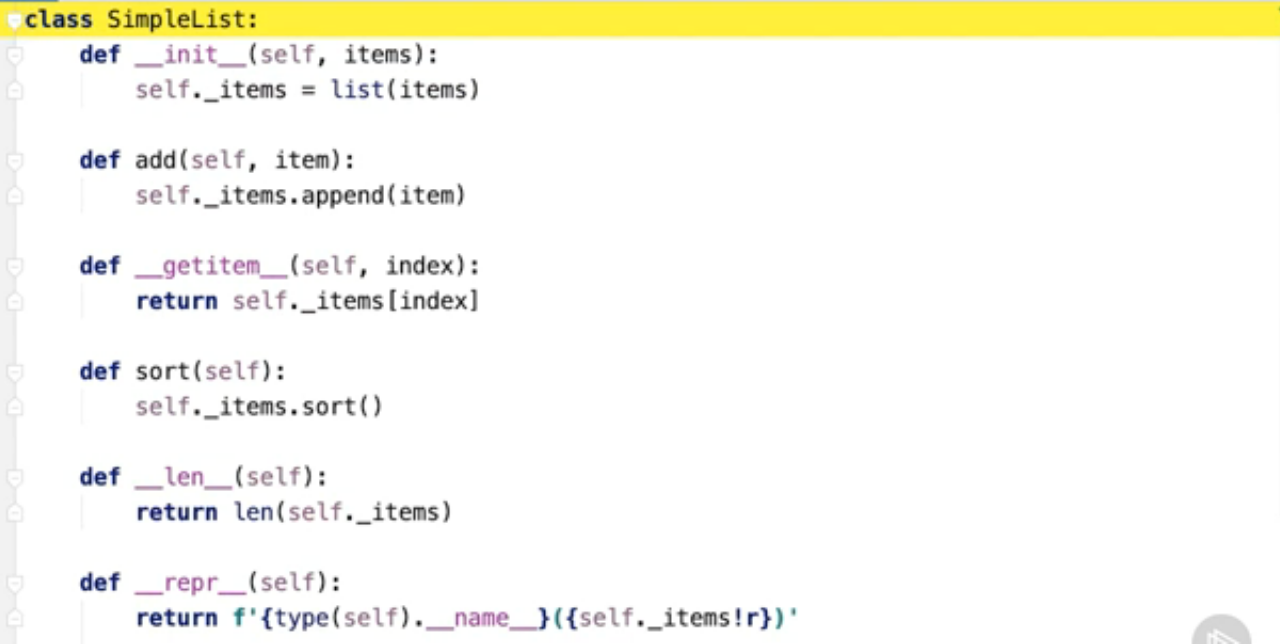 class SimpleList:
    def __init__(self, items):
        self._items = list(items)
    def add(self, item):
        self._items.append(item)
    def __getitem__(self, index):
        return self._items[index]
    def sort(self):
        self._items.sort()
    def __len__(self):
        return len(self._items)
    def __repr__(self):
        return f'{type(self).__name__}({self._items!r})'